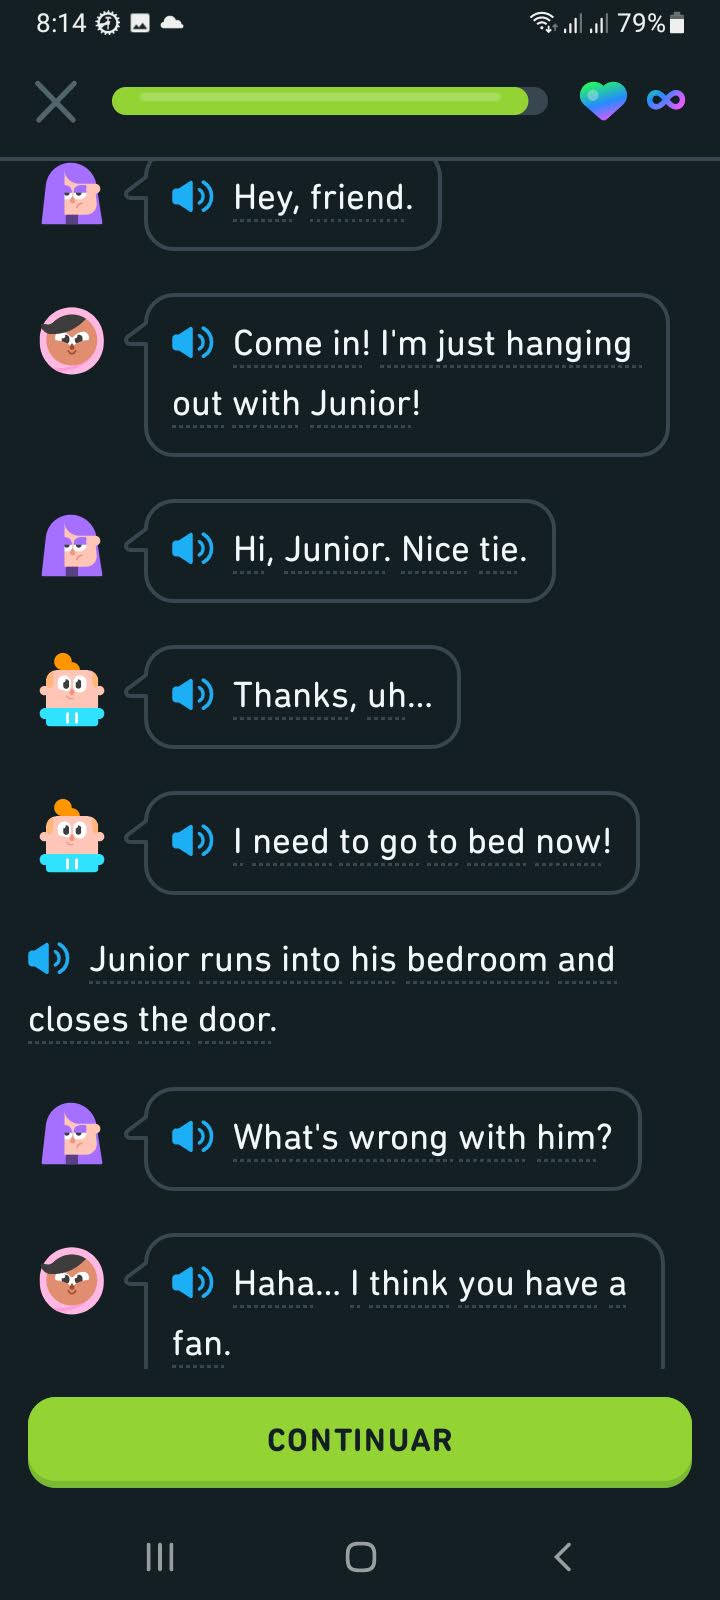 8:14 79%
Hey, friend.
Come in! I'm just hanging
out with Junior!
Hi, Junior. Nice tie.
Thanks, uh...
I need to go to bed now!
Junior runs into his bedroom and
closes the door.
What's wrong with him?
Haha... I think you have a
fan.
CONTINUAR